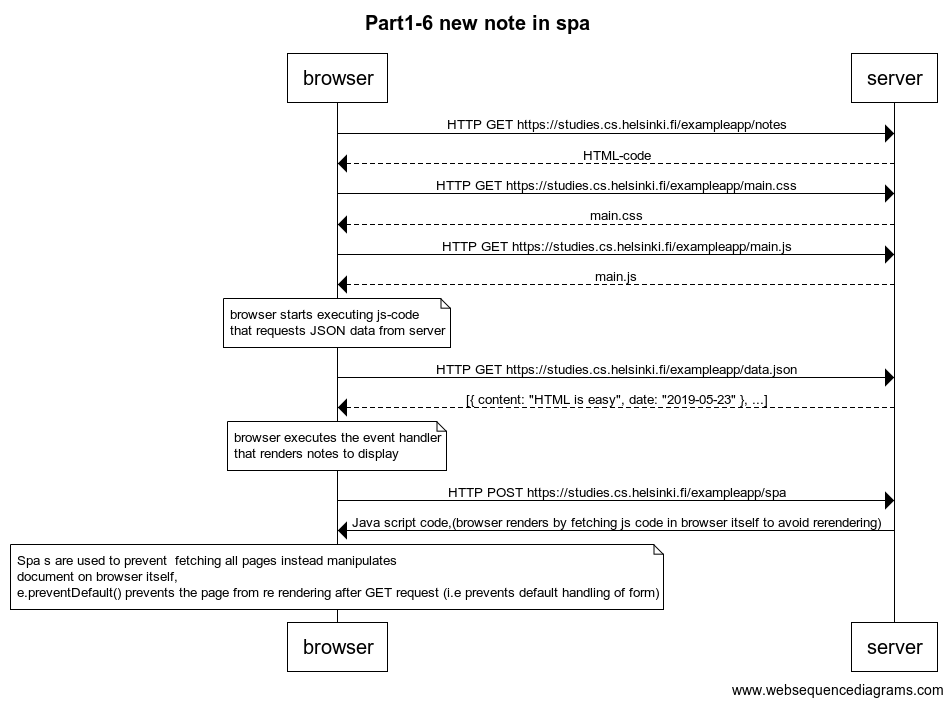 Part1-6 new note in spa
browser
server
HTTP GET https://studies.cs.helsinki.fi/exampleapp/notes
HTML-code
HTTP GET https://studies.cs.helsinki.fi/exampleapp/main.css
main.css
HTTP GET https://studies.cs.helsinki.fi/exampleapp/main.js
main.js
browser starts executing js-code
that requests JSON data from server
HTTP GET https://studies.cs.helsinki.fi/exampleapp/data.json
[{ content: "HTML is easy", date: "2019-05-23" }, ...]
browser executes the event handler
that renders notes to display
HTTP POST https://studies.cs.helsinki.fi/exampleapp/spa
Java script code,(browser renders by fetching js code in browser itself to avoid rerendering)
Spa s are used to prevent  fetching all pages instead manipulates
document on browser itself,
e.preventDefault() prevents the page from re rendering after GET request (i.e prevents default handling of form)
browser
server
www.websequencediagrams.com